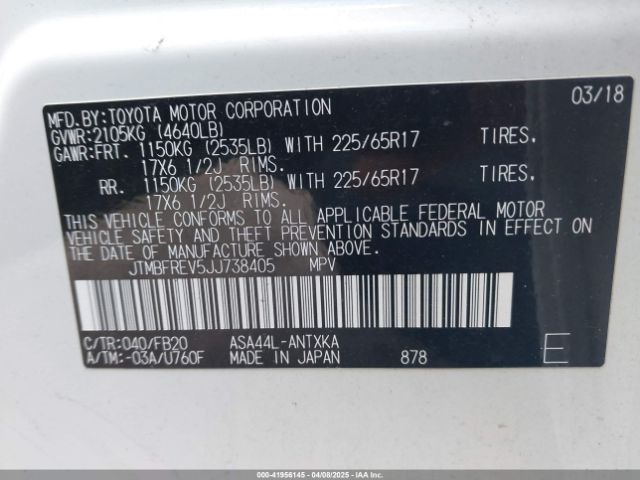 MFD.BY:TOYOTA MOTOR CORPORATION 03/18
GVWR:2105KG (4640LB)
GAWR:FRT. 1150KG (2535LB) WITH 225/65R17 TIRES.
17X6 1/2J RIMS.
RR. 1150KG (2535LB) WITH 225/65R17 TIRES.
17X6 1/2J RIMS.
THIS VEHICLE CONFORMS TO ALL APPLICABLE FEDERAL MOTOR
VEHICLE SAFETY AND THEFT PREVENTION STANDARDS IN EFFECT ON
THE DATE OF MANUFACTURE SHOWN ABOVE.
JTMBFREV5JJ738405 MPV
C/TR:040/FB20 ASA44L-ANTXKA
A/TM:-03A/U760F MADE IN JAPAN 878 E
000-41956145 - 04/08/2025 - IAAI.COM